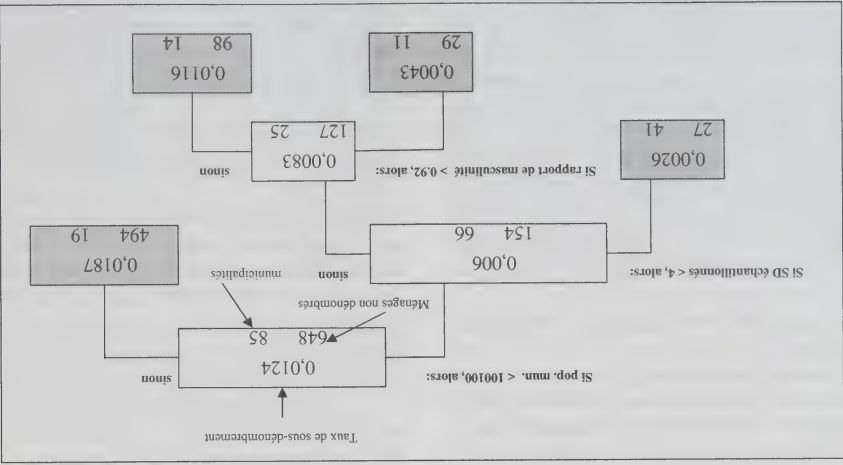 Taux de sous-dénombrement
Si pop. mun. < 100100, alors:
0,0124
648 85
sinon
Ménages non dénombrés
municipalités
Si SD échantillonnés < 4, alors:
0,006
154 66
sinon
0,0187
494 19
0,0026
27 41
Si rapport de masculinité < 0.92, alors:
0,0083
127 25
sinon
0,0043
29 11
0,0116
98 14